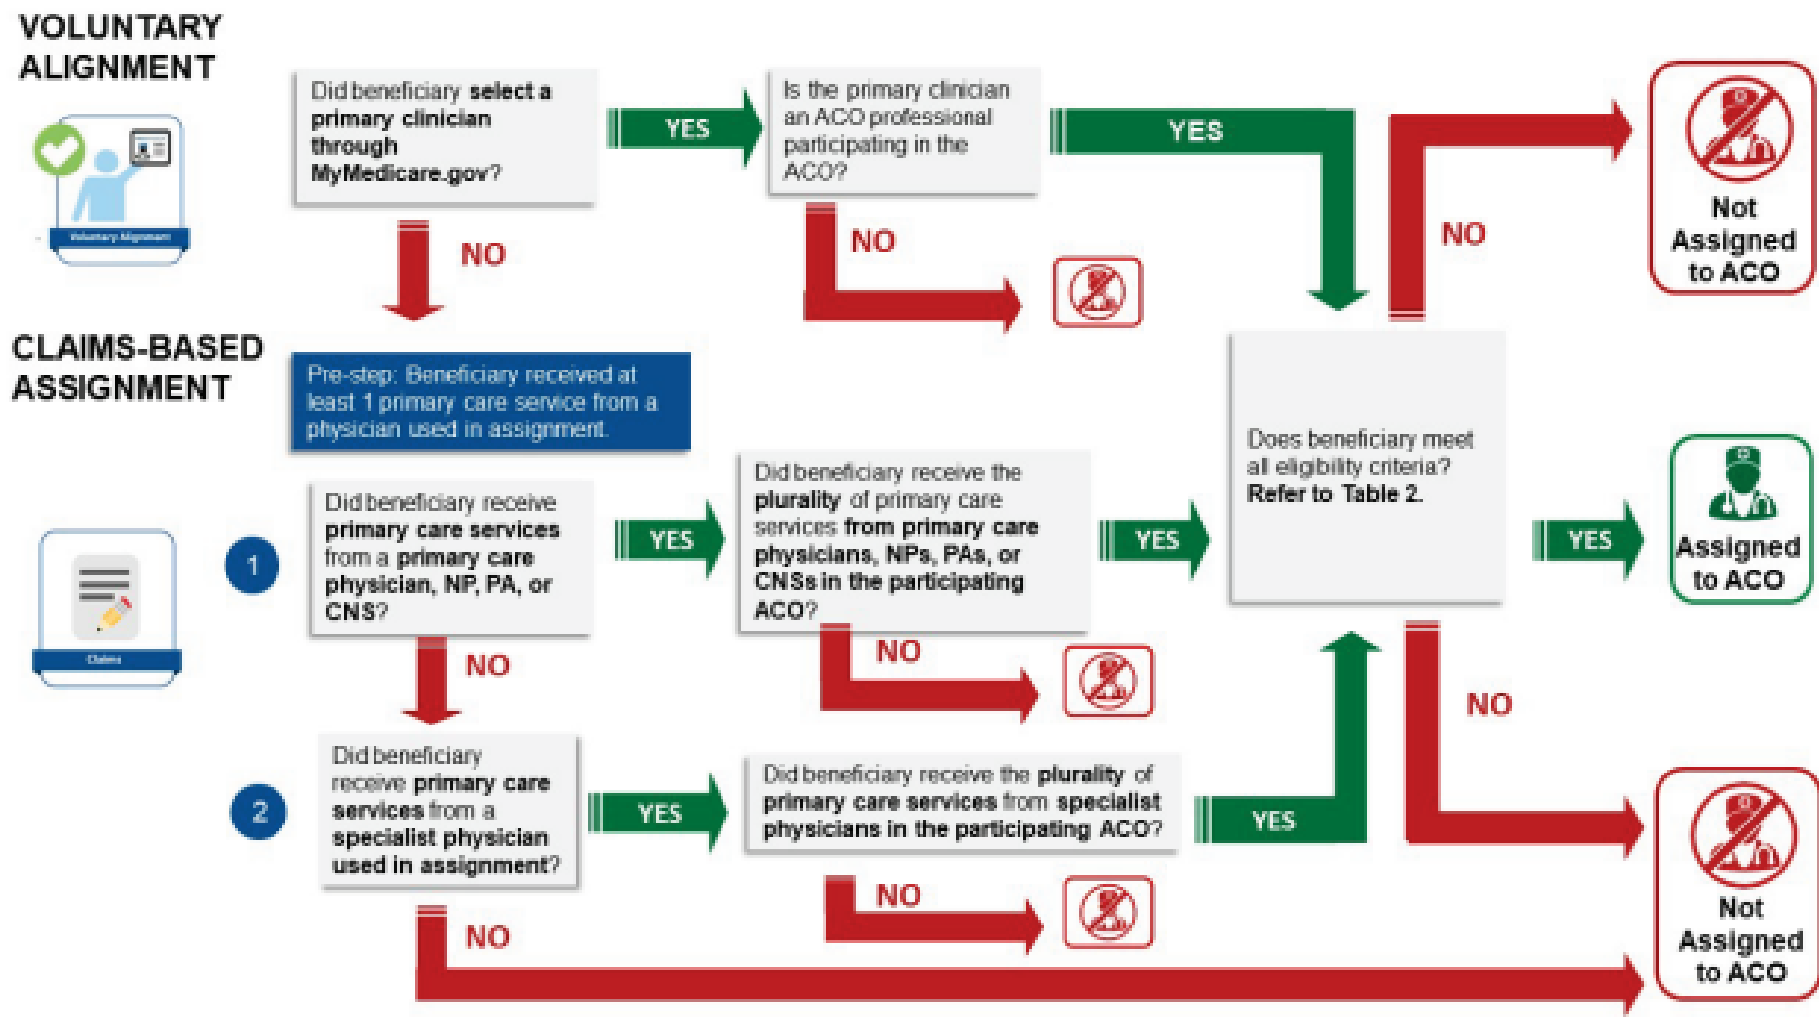 VOLUNTARY
ALIGNMENT
Voluntary Alignment
Did beneficiary select a
primary clinician
through
MyMedicare.gov?
YES
Is the primary clinician
an ACO professional
participating in the
ACO?
YES
NO
NO
NO
Not
Assigned
to ACO
CLAIMS-BASED
ASSIGNMENT
Pre-step: Beneficiary received at
least 1 primary care service from a
physician used in assignment.
Claims
1
Did beneficiary receive
primary care services
from a primary care
physician, NP, PA, or
CNS?
YES
Did beneficiary receive the
plurality of primary care
services from primary care
physicians, NPs, PAs, or
CNSs in the participating
ACO?
YES
Does beneficiary meet
all eligibility criteria?
Refer to Table 2.
YES
Assigned
to ACO
NO
NO
NO
2
Did beneficiary
receive primary care
services from a
specialist physician
used in assignment?
YES
Did beneficiary receive the plurality of
primary care services from specialist
physicians in the participating ACO?
YES
NO
NO
Not
Assigned
to ACO